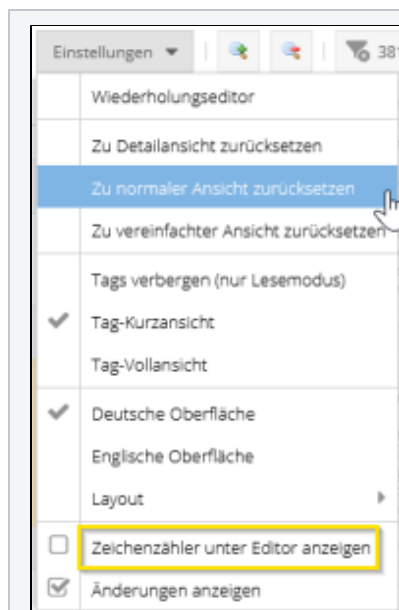 Einstellungen 381
Wiederholungseditor
Zu Detailansicht zurücksetzen
Zu normaler Ansicht zurücksetzen
Zu vereinfachter Ansicht zurücksetzen
Tags verbergen (nur Lesemodus)
Tag-Kurzansicht
Tag-Vollansicht
Deutsche Oberfläche
Englische Oberfläche
Layout
Zeichenzähler unter Editor anzeigen
Änderungen anzeigen